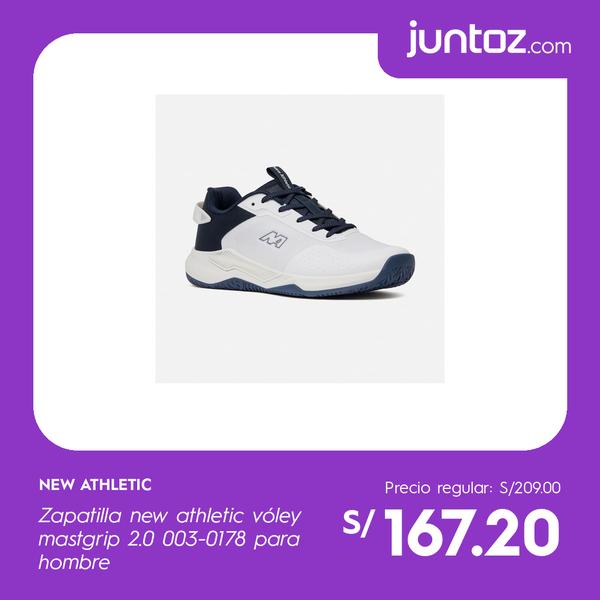 juntoz.com
NA
NEW ATHLETIC
Zapatilla new athletic vóley
mastgrip 2.0 003-0178 para
hombre
Precio regular: S/209.00
S/167.20